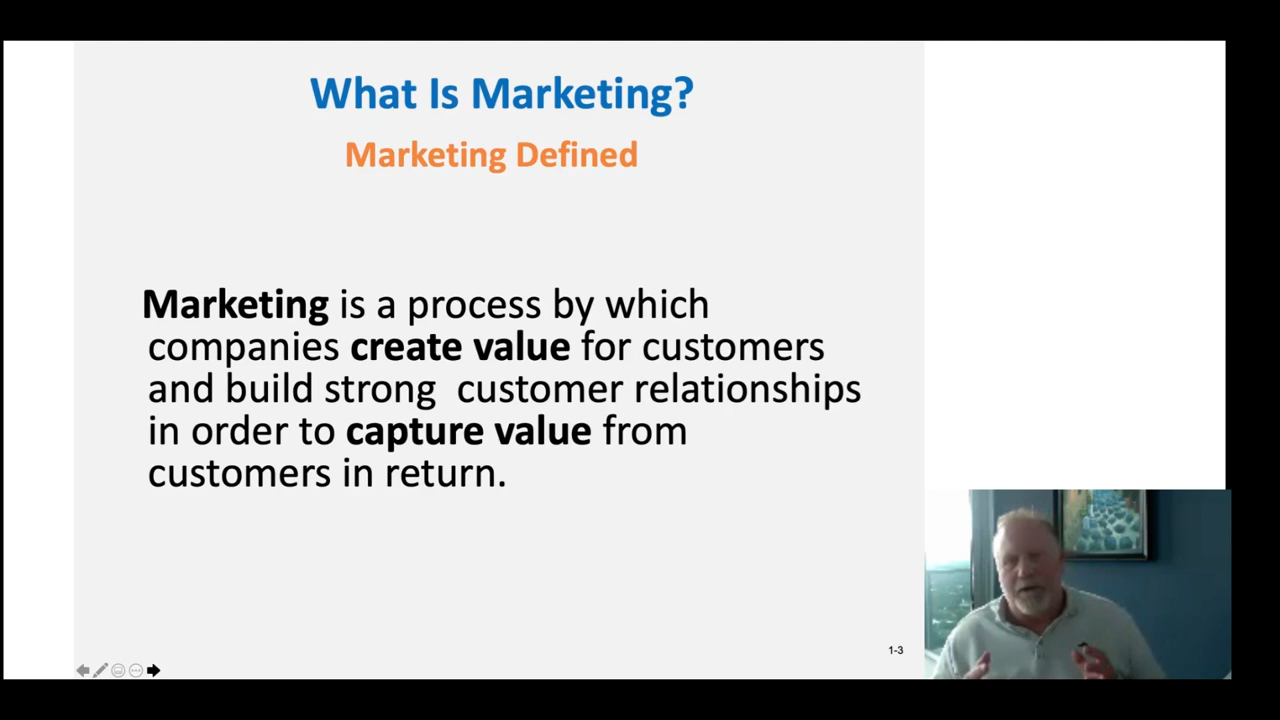 What Is Marketing?
Marketing Defined
Marketing is a process by which
companies create value for customers
and build strong  customer relationships
in order to capture value from
customers in return.
1-3